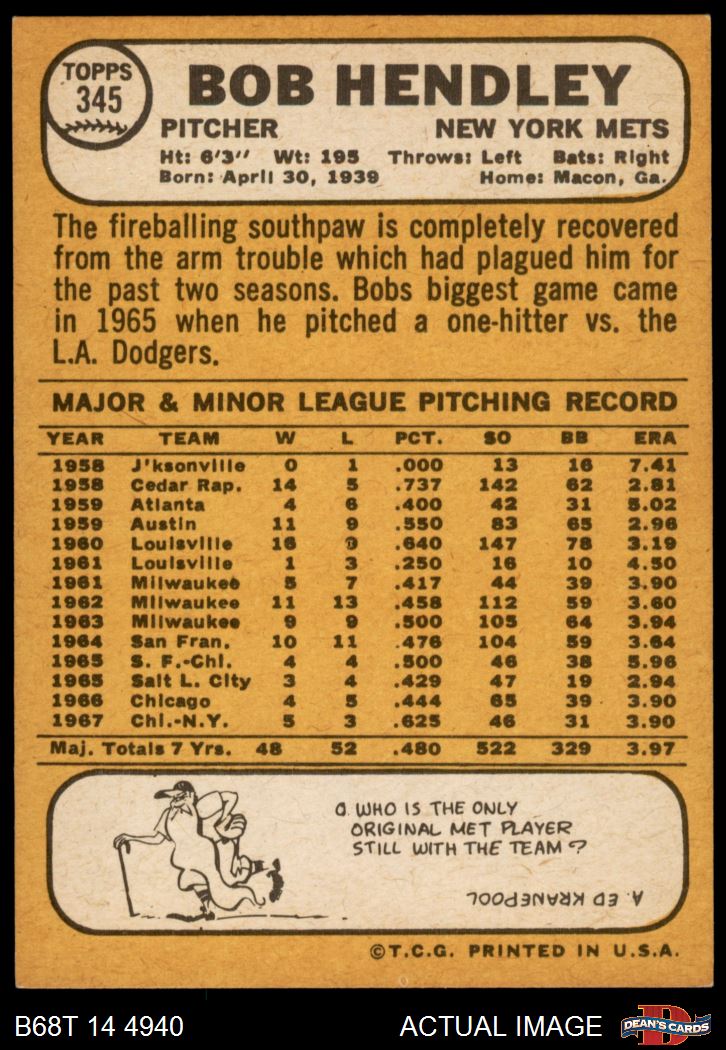 TOPPS
345
BOB HENDLEY
PITCHER NEW YORK METS
Ht: 6'3" Wt: 195 Throws: Left Bats: Right
Born: April 30, 1939 Home: Macon, Ga.
The fireballing southpaw is completely recovered
from the arm trouble which had plagued him for
the past two seasons. Bobs biggest game came
in 1965 when he pitched a one-hitter vs. the
L.A. Dodgers.
MAJOR & MINOR LEAGUE PITCHING RECORD
YEAR TEAM W L PCT. SO BB ERA
1958 J'ksonville 0 1 .000 13 16 7.41
1958 Cedar Rap. 14 5 .737 142 62 2.81
1959 Atlanta 4 6 .400 42 31 5.02
1959 Austin 11 9 .550 83 65 2.96
1960 Louisville 16 9 .640 147 78 3.19
1961 Louisville 1 3 .250 16 10 4.50
1961 Milwaukee 5 7 .417 44 39 3.90
1962 Milwaukee 11 13 .458 112 59 3.60
1963 Milwaukee 9 9 .500 105 64 3.94
1964 San Fran. 10 11 .476 104 59 3.64
1965 S. F.-Chi. 4 4 .500 46 38 5.96
1965 Salt L. City 3 4 .429 47 19 2.94
1966 Chicago 4 5 .444 65 39 3.90
1967 Chi.-N.Y. 5 3 .625 46 31 3.90
Maj. Totals 7 Yrs. 48 52 .480 522 329 3.97
Q. WHO IS THE ONLY
ORIGINAL MET PLAYER
STILL WITH THE TEAM?
A. ED KRANEPOOL
©T.C.G. PRINTED IN U.S.A.
B68T 14 4940 ACTUAL IMAGE
D
DEAN'S CARDS